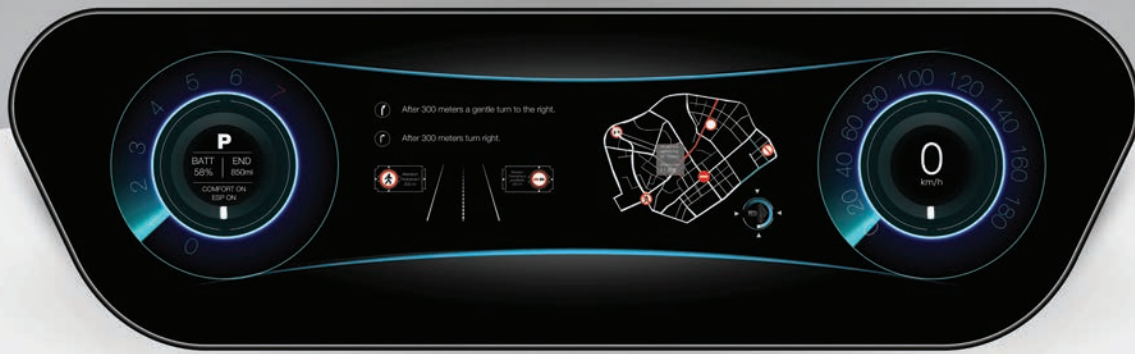 0
2
3
4
5
6
7
P
BATT
58%
END
850mi
COMFORT ON
ESP ON
After 300 meters a gentle turn to the right.
After 300 meters turn right.
20
40
60
80
100
120
140
160
180
0
km/h